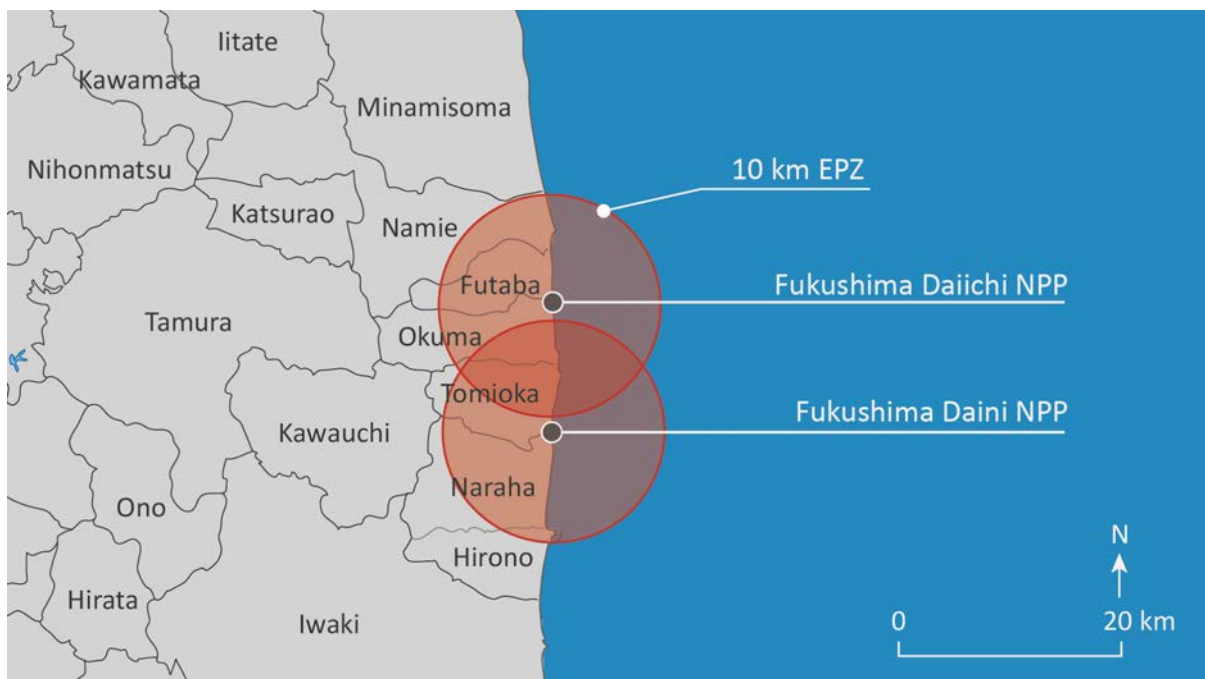 Iitate
Kawamata
Minamisoma
Nihonmatsu
10 km EPZ
Katsurao
Namie
Futaba
Fukushima Daiichi NPP
Tamura
Okuma
Tomioka
Fukushima Daini NPP
Kawauchi
Naraha
Ono
Hirono
N
Hirata
Iwaki
0
20 km